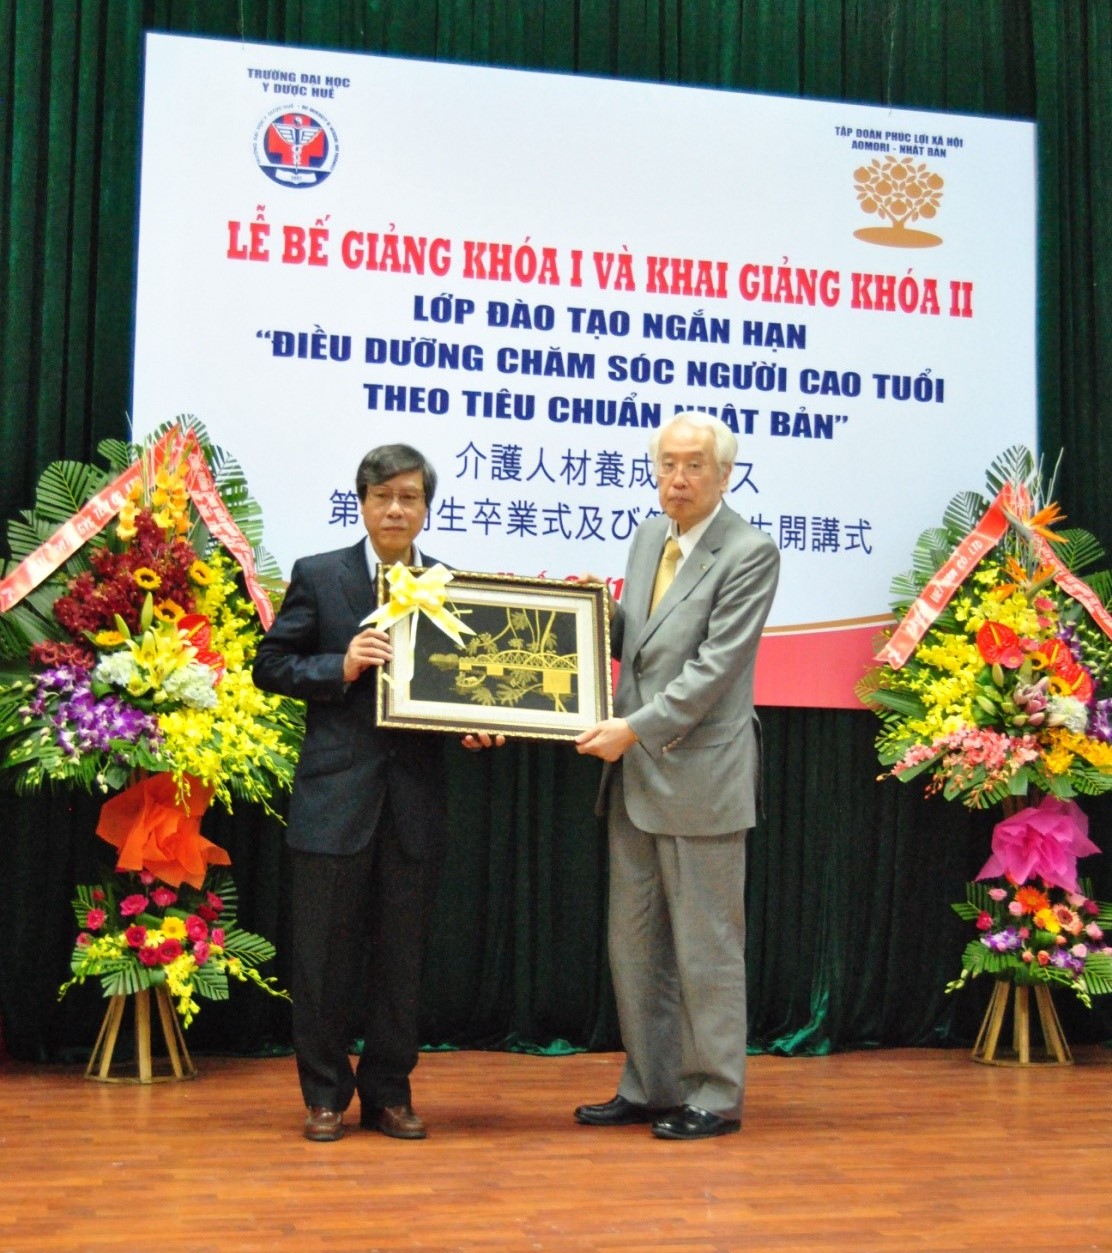 TRƯỜNG ĐẠI HỌC
Y DƯỢC HUẾ
TẬP ĐOÀN PHÚC LỢI XÃ HỘI
AOMORI - NHẬT BẢN
LỄ BẾ GIẢNG KHÓA I VÀ KHAI GIẢNG KHÓA II
LỚP ĐÀO TẠO NGẮN HẠN
“ĐIỀU DƯỠNG CHĂM SÓC NGƯỜI CAO TUỔI
THEO TIÊU CHUẨN NHẬT BẢN”
介護人材養成 ス
第 生卒業式及び 生開講式